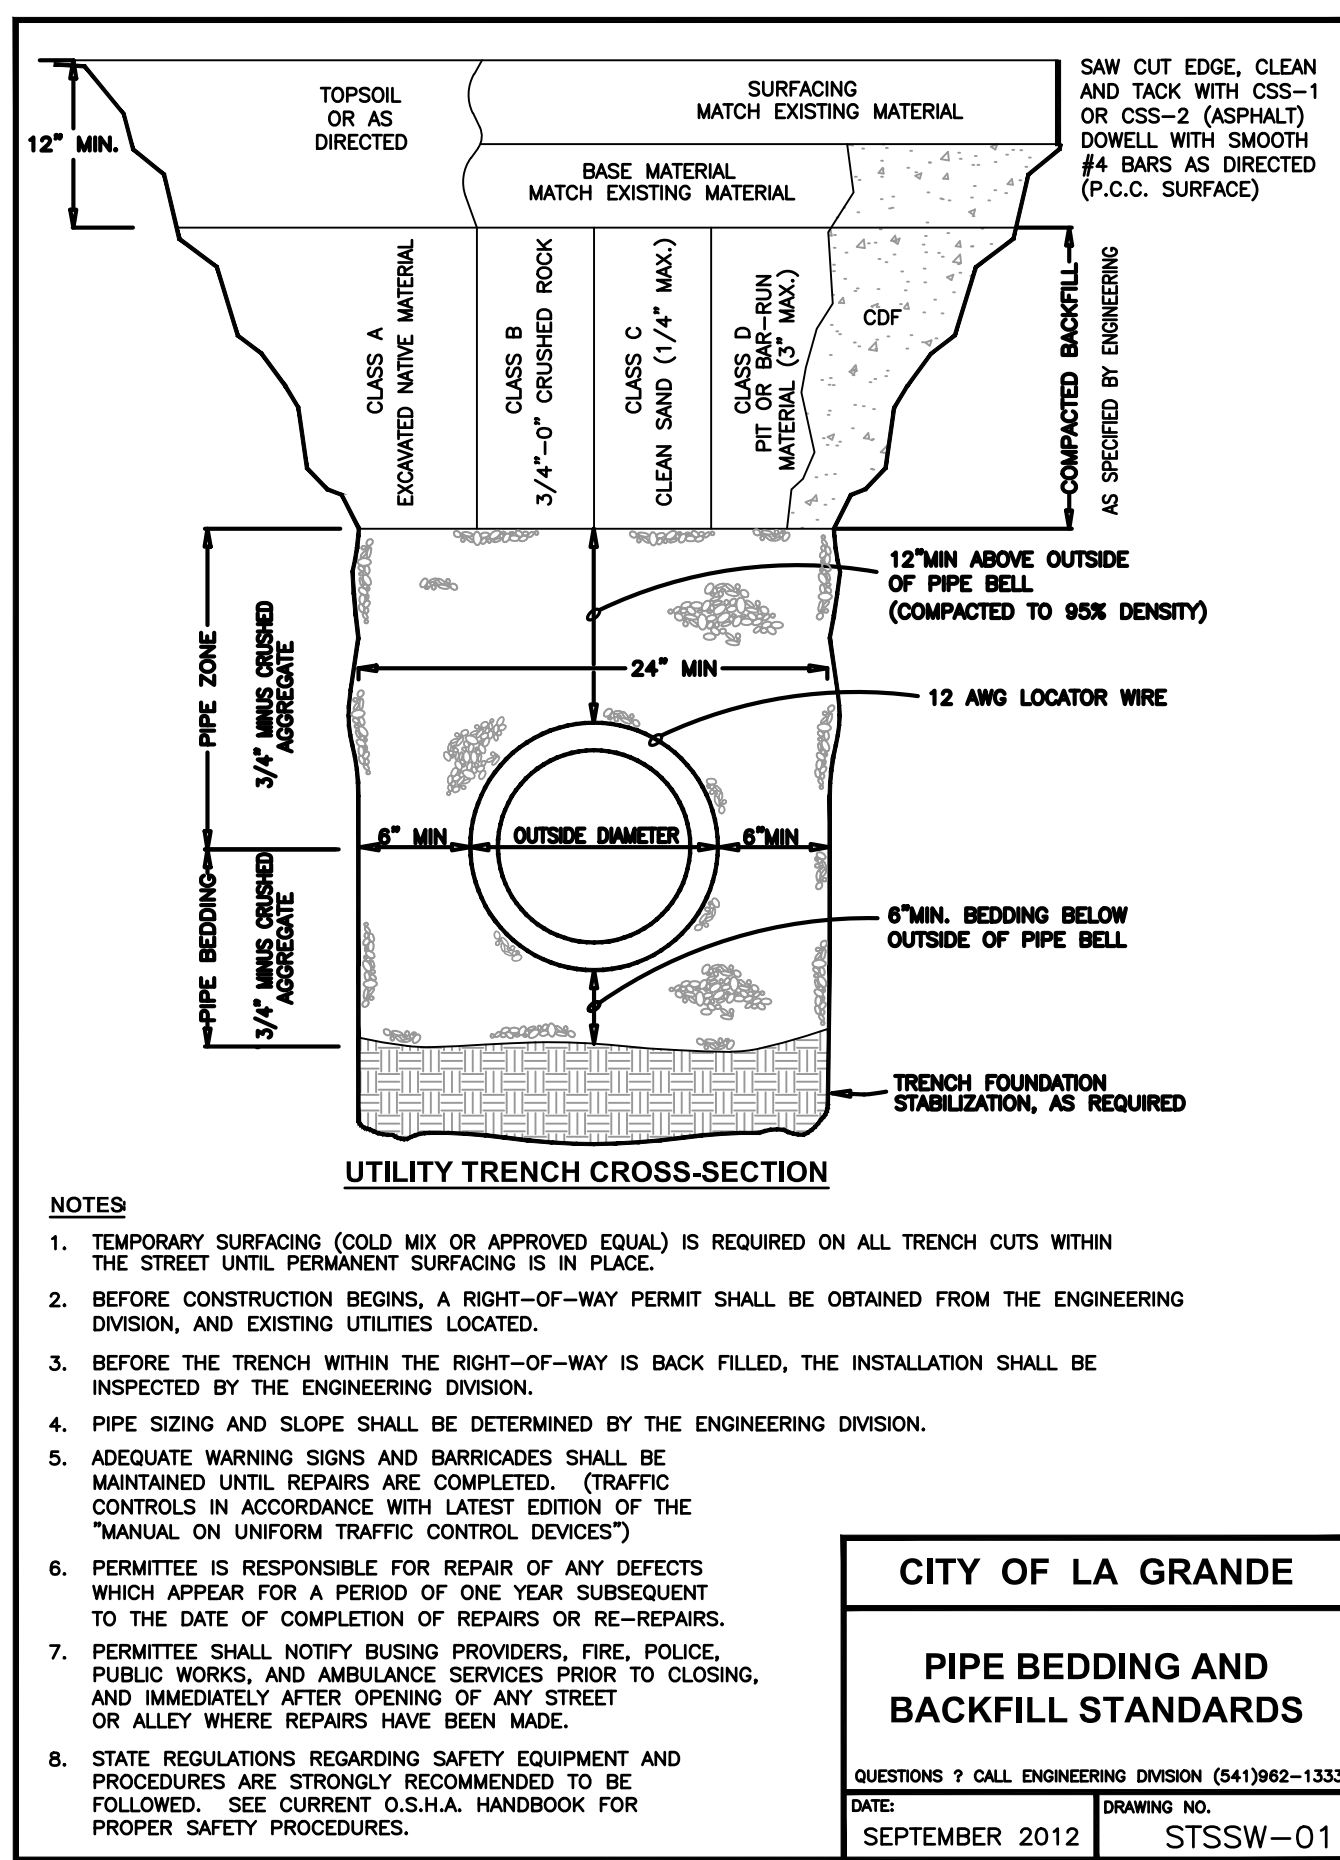 12" MIN.
TOPSOIL
OR AS
DIRECTED
SURFACING
MATCH EXISTING MATERIAL
BASE MATERIAL
MATCH EXISTING MATERIAL
SAW CUT EDGE, CLEAN
AND TACK WITH CSS-1
OR CSS-2 (ASPHALT)
DOWELL WITH SMOOTH
#4 BARS AS DIRECTED
(P.C.C. SURFACE)
CLASS A
EXCAVATED NATIVE MATERIAL
CLASS B
3/4"-0" CRUSHED ROCK
CLASS C
CLEAN SAND (1/4" MAX.)
CLASS D
PIT OR BAR-RUN
MATERIAL (3" MAX.)
CDF
COMPACTED BACKFILL
AS SPECIFIED BY ENGINEERING
PIPE ZONE
3/4" MINUS CRUSHED
AGGREGATE
12"MIN ABOVE OUTSIDE
OF PIPE BELL
(COMPACTED TO 95% DENSITY)
24" MIN
12 AWG LOCATOR WIRE
6" MIN
OUTSIDE DIAMETER
6"MIN
PIPE BEDDING
3/4" MINUS CRUSHED
AGGREGATE
6"MIN. BEDDING BELOW
OUTSIDE OF PIPE BELL
TRENCH FOUNDATION
STABILIZATION, AS REQUIRED
UTILITY TRENCH CROSS-SECTION
NOTES:
1. TEMPORARY SURFACING (COLD MIX OR APPROVED EQUAL) IS REQUIRED ON ALL TRENCH CUTS WITHIN
THE STREET UNTIL PERMANENT SURFACING IS IN PLACE.
2. BEFORE CONSTRUCTION BEGINS, A RIGHT-OF-WAY PERMIT SHALL BE OBTAINED FROM THE ENGINEERING
DIVISION, AND EXISTING UTILITIES LOCATED.
3. BEFORE THE TRENCH WITHIN THE RIGHT-OF-WAY IS BACK FILLED, THE INSTALLATION SHALL BE
INSPECTED BY THE ENGINEERING DIVISION.
4. PIPE SIZING AND SLOPE SHALL BE DETERMINED BY THE ENGINEERING DIVISION.
5. ADEQUATE WARNING SIGNS AND BARRICADES SHALL BE
MAINTAINED UNTIL REPAIRS ARE COMPLETED. (TRAFFIC
CONTROLS IN ACCORDANCE WITH LATEST EDITION OF THE
"MANUAL ON UNIFORM TRAFFIC CONTROL DEVICES")
6. PERMITTEE IS RESPONSIBLE FOR REPAIR OF ANY DEFECTS
WHICH APPEAR FOR A PERIOD OF ONE YEAR SUBSEQUENT
TO THE DATE OF COMPLETION OF REPAIRS OR RE-REPAIRS.
7. PERMITTEE SHALL NOTIFY BUSING PROVIDERS, FIRE, POLICE,
PUBLIC WORKS, AND AMBULANCE SERVICES PRIOR TO CLOSING,
AND IMMEDIATELY AFTER OPENING OF ANY STREET
OR ALLEY WHERE REPAIRS HAVE BEEN MADE.
8. STATE REGULATIONS REGARDING SAFETY EQUIPMENT AND
PROCEDURES ARE STRONGLY RECOMMENDED TO BE
FOLLOWED. SEE CURRENT O.S.H.A. HANDBOOK FOR
PROPER SAFETY PROCEDURES.
CITY OF LA GRANDE
PIPE BEDDING AND
BACKFILL STANDARDS
QUESTIONS ? CALL ENGINEERING DIVISION (541)962-1333
DATE:
SEPTEMBER 2012
DRAWING NO.
STSSW-01